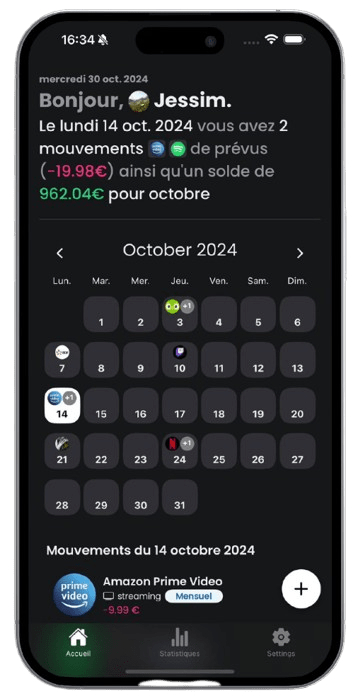 16:34
mercredi 30 oct. 2024
Bonjour, Jessim.
Le lundi 14 oct. 2024 vous avez 2
mouvements de prévus
(-19.98€) ainsi qu'un solde de
962.04€ pour octobre
October 2024
Lun. Mar. Mer. Jeu. Ven. Sam. Dim.
+1
1 2 3 4 5 6
7 8 9 10 11 12 13
+1
14 15 16 17 18 19 20
+1
21 22 23 24 25 26 27
28 29 30 31
Mouvements du 14 octobre 2024
prime
video
Amazon Prime Video
streaming Mensuel
-9.99 €
+
Accueil Statistiques Settings